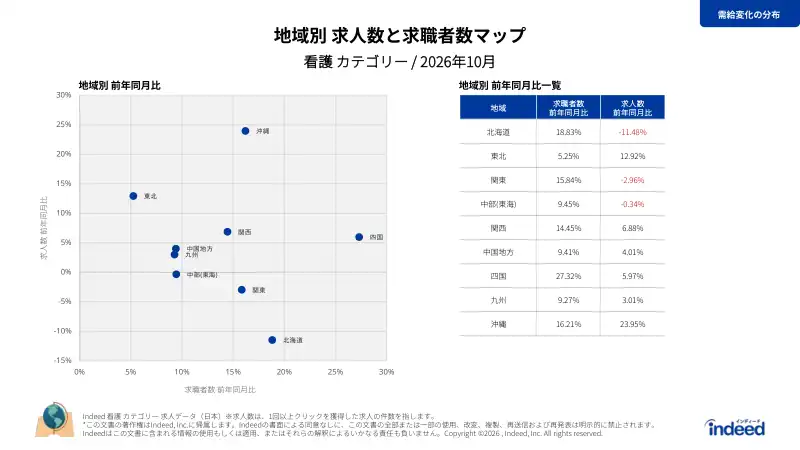 需給変化の分布
地域別 求人数と求職者数マップ
看護 カテゴリー / 2026年10月
地域別 前年同月比
30%
25%
20%
15%
10%
5%
0%
-5%
-10%
-15%
0%
5%
10%
15%
20%
25%
30%
求人数 前年同月比
求職者数 前年同月比
沖縄
東北
関西
四国
中国地方
九州
中部(東海)
関東
北海道
地域別 前年同月比一覧
地域 求職者数 前年同月比 求人数 前年同月比
北海道 18.83% -11.48%
東北 5.25% 12.92%
関東 15.84% -2.96%
中部(東海) 9.45% -0.34%
関西 14.45% 6.88%
中国地方 9.41% 4.01%
四国 27.32% 5.97%
九州 9.27% 3.01%
沖縄 16.21% 23.95%
Indeed 看護 カテゴリー 求人データ（日本）※求人数は、1回以上クリックを獲得した求人の件数を指します。
*この文書の著作権はIndeed, Inc.に帰属します。Indeedの書面による同意なしに、この文書の全部または一部の使用、改変、複製、再送信および再発表は明示的に禁止されます。
Indeedはこの文書に含まれる情報の使用もしくは適用、またはそれらの解釈によるいかなる責任も負いません。Copyright ©2026 , Indeed, Inc. All rights reserved.
インディード
indeed